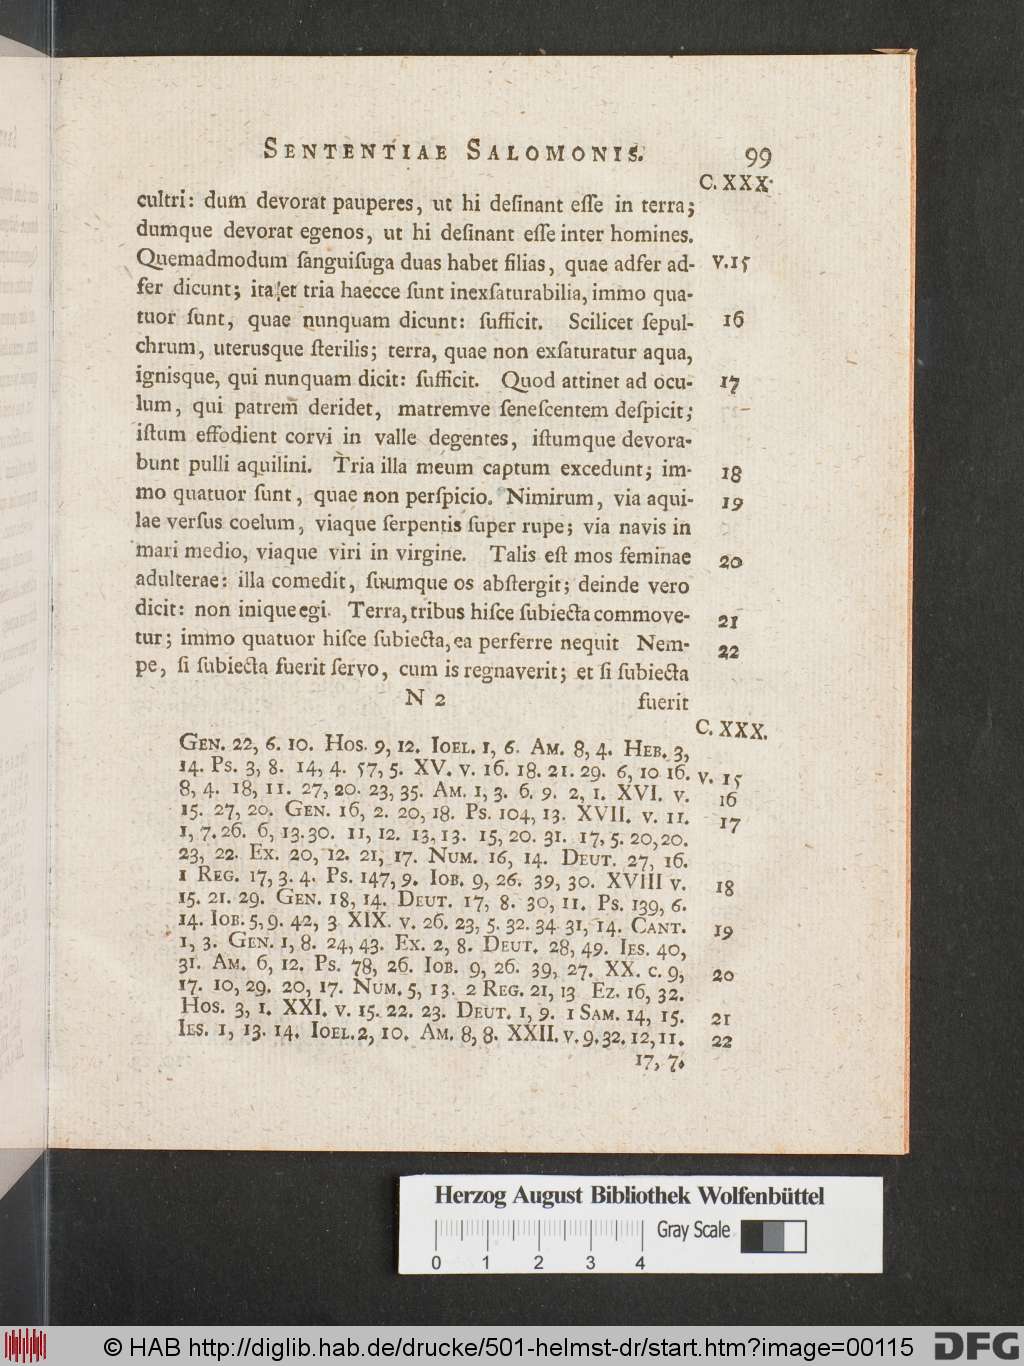 SENTENTIAE SALOMONIS. 99
C. XXX.
cultri: dum devorat pauperes, ut hi deſinant eſſe in terra;
dumque devorat egenos, ut hi deſinant eſſe inter homines.
Quemadmodum ſanguiſuga duas habet filias, quae adfer ad- v.15
fer dicunt; ita et tria haecce ſunt inexſaturabilia, immo qua-
tuor ſunt, quae nunquam dicunt: ſufficit. Scilicet ſepul- 16
chrum, uterusque ſterilis; terra, quae non exſaturatur aqua,
ignisque, qui nunquam dicit: ſufficit. Quod attinet ad ocu- 17
lum, qui patrem deridet, matremve ſeneſcentem deſpicit;
iſtum effodient corvi in valle degentes, iſtumque devora-
bunt pulli aquilini. Tria illa meum captum excedunt; im- 18
mo quatuor ſunt, quae non perſpicio. Nimirum, via aqui- 19
lae verſus coelum, viaque ſerpentis ſuper rupe; via navis in
mari medio, viaque viri in virgine. Talis eſt mos feminae 20
adulterae: illa comedit, ſuumque os abſtergit; deinde vero
dicit: non inique egi. Terra, tribus hiſce ſubiecta commove- 21
tur; immo quatuor hiſce ſubiecta, ea perferre nequit Nem- 22
pe, ſi ſubiecta fuerit ſervo, cum is regnaverit; et ſi ſubiecta
N 2 fuerit
C. XXX.
GEN. 22, 6. 10. HOS. 9, 12. IOEL. 1, 6. AM. 8, 4. HEB. 3,
14. PS. 3, 8. 14, 4. 57, 5. XV. v. 16. 18. 21. 29. 6, 10 16. v. 15
8, 4. 18, 11. 27, 20. 23, 35. AM. 1, 3. 6. 9. 2, 1. XVI. v. 16
15. 27, 20. GEN. 16, 2. 20, 18. PS. 104, 13. XVII. v. 11. 17
1, 7. 26. 6, 13. 30. 11, 12. 13, 13. 15, 20. 31. 17, 5. 20, 20.
23, 22. EX. 20, 12. 21, 17. NUM. 16, 14. DEUT. 27, 16.
1 REG. 17, 3. 4. PS. 147, 9. IOB. 9, 26. 39, 30. XVIII v. 18
15. 21. 29. GEN. 18, 14. DEUT. 17, 8. 30, 11. PS. 139, 6.
14. IOB. 5, 9. 42, 3 XIX. v. 26. 23, 5. 32. 34 31, 14. CANT. 19
1, 3. GEN. 1, 8. 24, 43. EX. 2, 8. DEUT. 28, 49. IES. 40,
31. AM. 6, 12. PS. 78, 26. IOB. 9, 26. 39, 27. XX. c. 9, 20
17. 10, 29. 20, 17. NUM. 5, 13. 2 REG. 21, 13 EZ. 16, 32.
HOS. 3, 1. XXI. v. 15. 22. 23. DEUT. 1, 9. 1 SAM. 14, 15. 21
IES. 1, 13. 14. IOEL. 2, 10. AM. 8, 8. XXII. v. 9. 32. 12, 11. 22
17, 7.
Herzog August Bibliothek Wolfenbüttel
Gray Scale
0 1 2 3 4
© HAB http://diglib.hab.de/drucke/501-helmst-dr/start.htm?image=00115 DFG